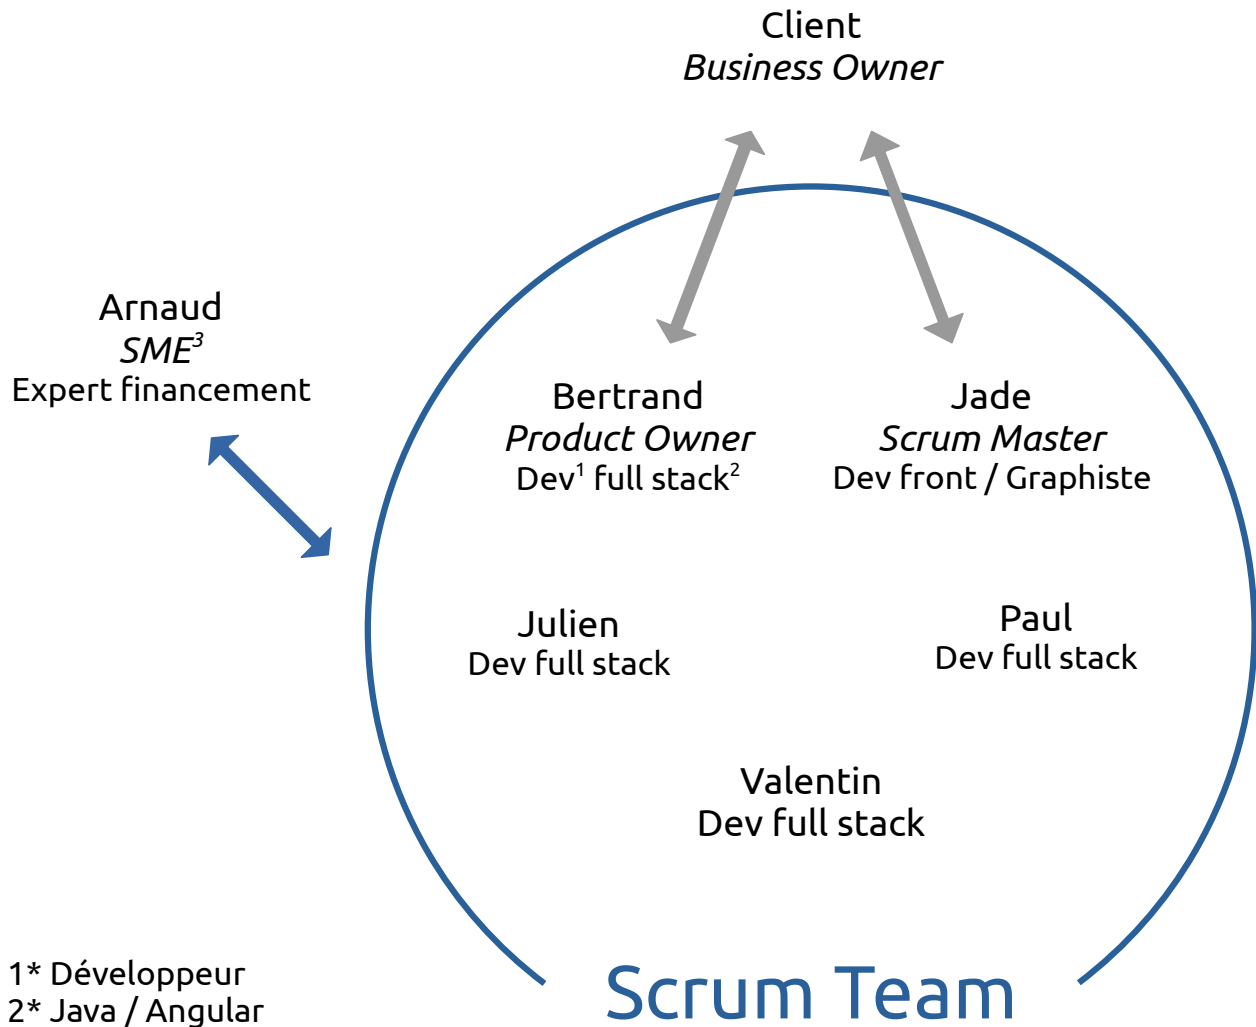 Client
Business Owner
Arnaud
SME³
Expert financement
Bertrand
Product Owner
Dev¹ full stack²
Jade
Scrum Master
Dev front / Graphiste
Julien
Dev full stack
Paul
Dev full stack
Valentin
Dev full stack
1* Développeur
2* Java / Angular
Scrum Team